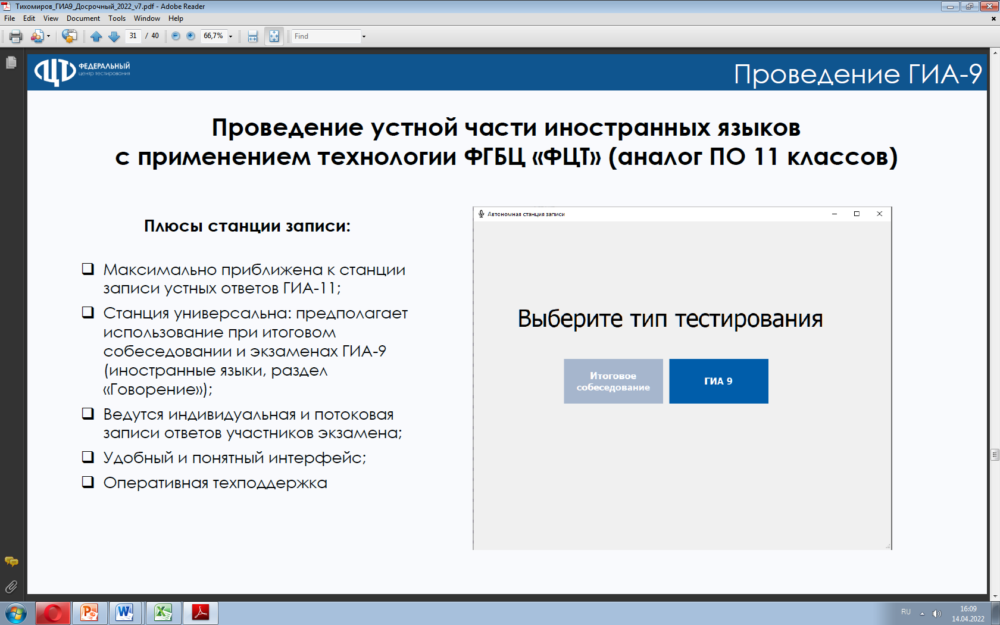 Тихомиров_ГИА9_Досрочный_2022_v7.pdf - Adobe Reader
File Edit View Document Tools Window Help
31 / 40 66,7% Find
ФЕДЕРАЛЬНЫЙ
центр тестирования
Проведение ГИА-9
Проведение устной части иностранных языков
с применением технологии ФГБЦ «ФЦТ» (аналог ПО 11 классов)
Плюсы станции записи:
Максимально приближена к станции
записи устных ответов ГИА-11;
Станция универсальна: предполагает
использование при итоговом
собеседовании и экзаменах ГИА-9
(иностранные языки, раздел
«Говорение»);
Ведутся индивидуальная и потоковая
записи ответов участников экзамена;
Удобный и понятный интерфейс;
Оперативная техподдержка
Автономная станция записи
Выберите тип тестирования
Итоговое
собеседование
ГИА 9
RU
16:09
14.04.2022